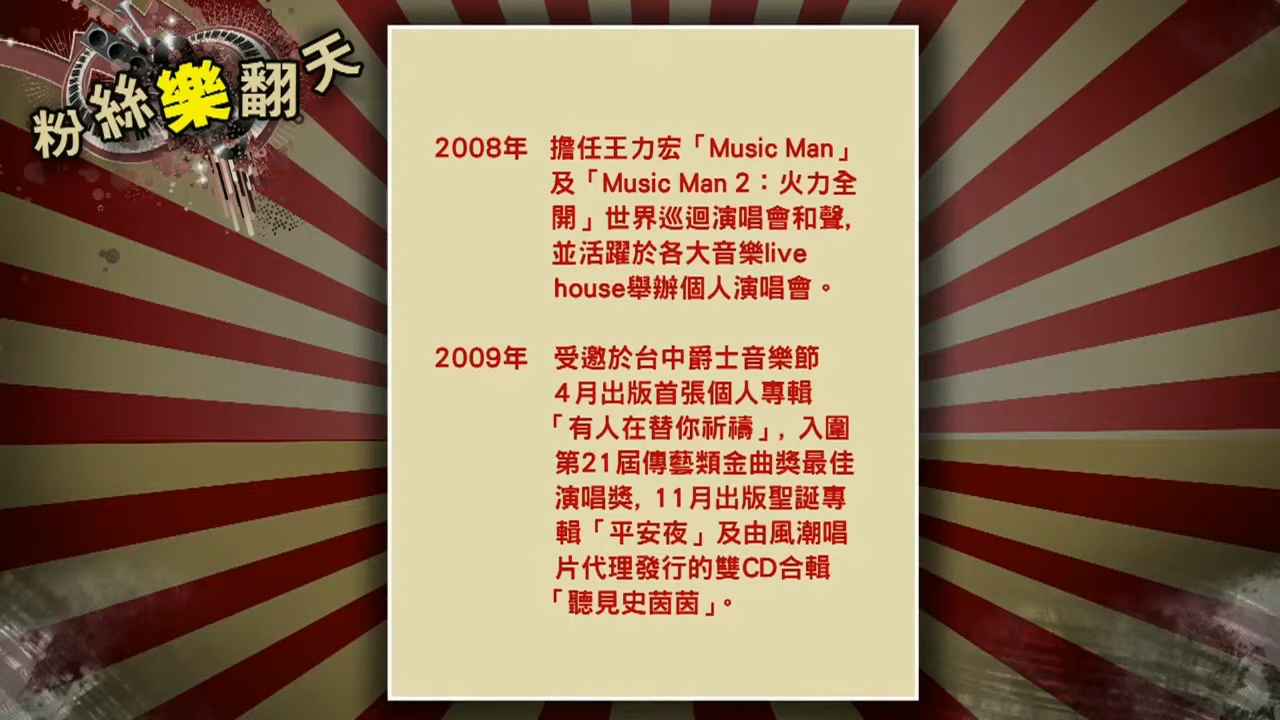 粉絲樂翻天
2008年 擔任王力宏「Music Man」
及「Music Man 2：火力全
開」世界巡迴演唱會和聲,
並活躍於各大音樂live
house舉辦個人演唱會。
2009年 受邀於台中爵士音樂節
4月出版首張個人專輯
「有人在替你祈禱」, 入圍
第21屆傳藝類金曲獎最佳
演唱獎, 11月出版聖誕專
輯「平安夜」及由風潮唱
片代理發行的雙CD合輯
「聽見史茵茵」。